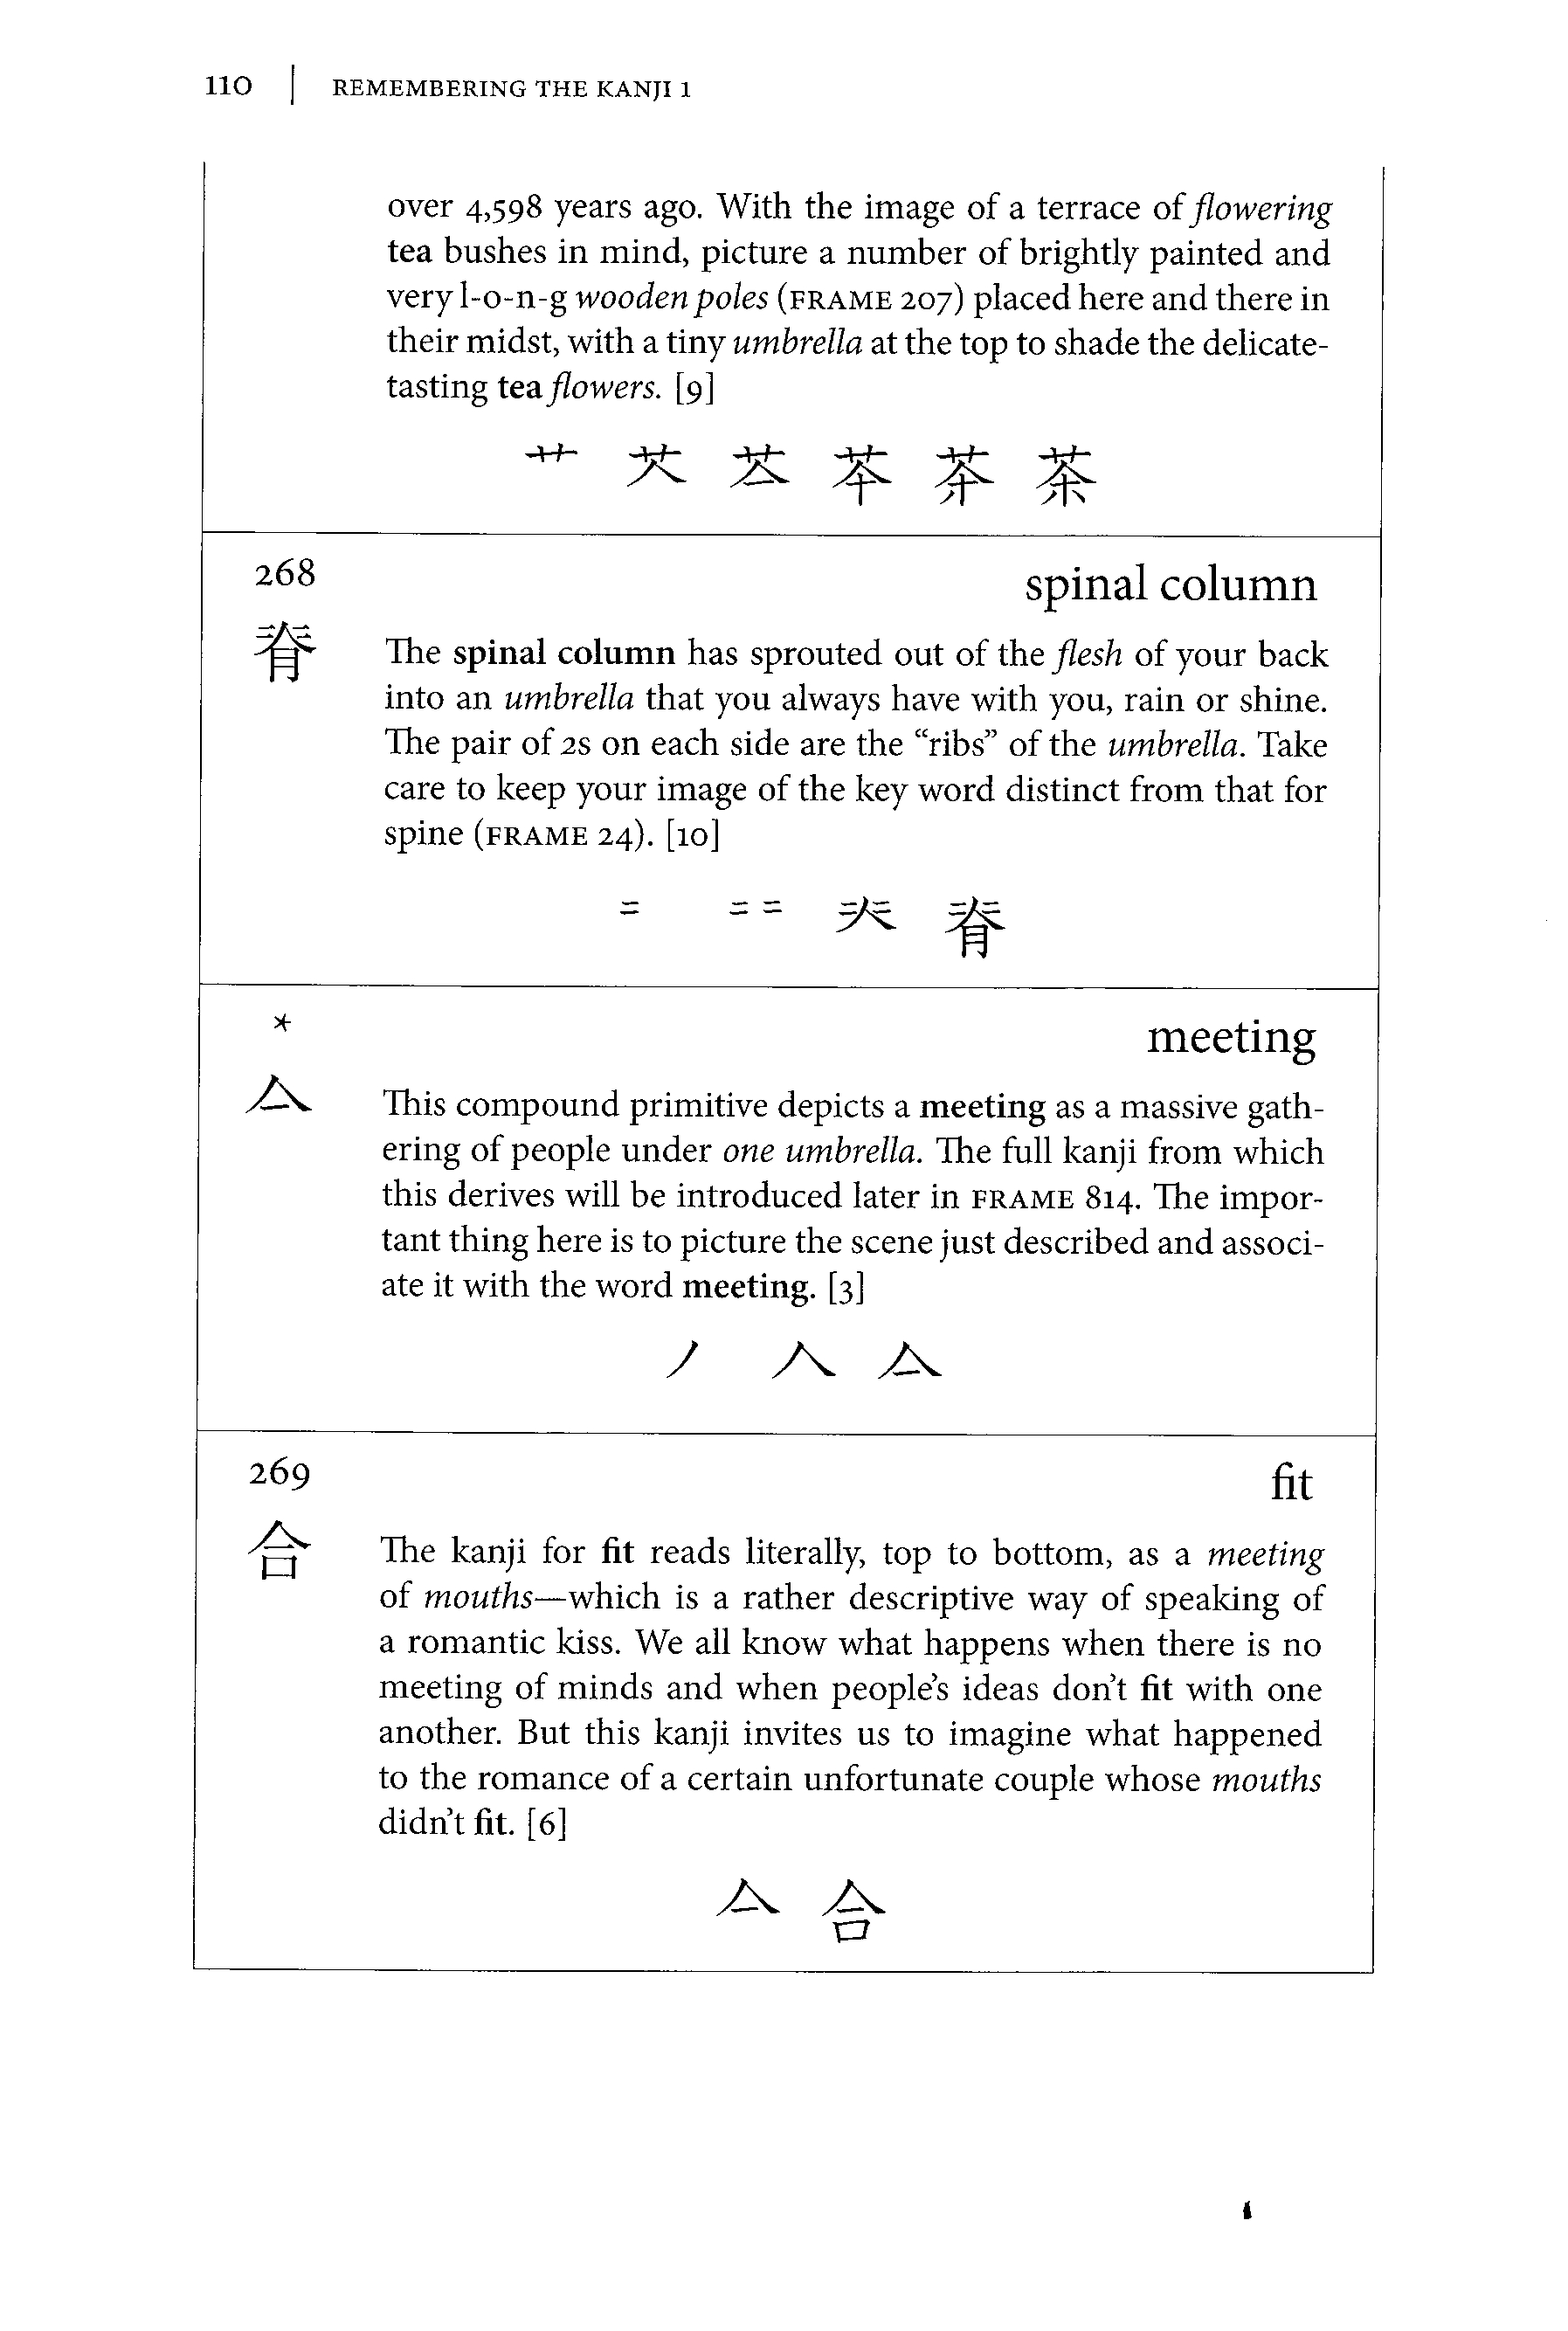 110 | REMEMBERING THE KANJI 1
over 4,598 years ago. With the image of a terrace of flowering
tea bushes in mind, picture a number of brightly painted and
very l-o-n-g wooden poles (FRAME 207) placed here and there in
their midst, with a tiny umbrella at the top to shade the delicate-
tasting tea flowers. [9]
艹 茶
268
spinal column
脊
The spinal column has sprouted out of the flesh of your back
into an umbrella that you always have with you, rain or shine.
The pair of 2s on each side are the “ribs” of the umbrella. Take
care to keep your image of the key word distinct from that for
spine (FRAME 24). [10]
= == 脊
*
meeting
亼
This compound primitive depicts a meeting as a massive gath-
ering of people under one umbrella. The full kanji from which
this derives will be introduced later in FRAME 814. The impor-
tant thing here is to picture the scene just described and associ-
ate it with the word meeting. [3]
丿 𠆢 亼
269
fit
合
The kanji for fit reads literally, top to bottom, as a meeting
of mouths—which is a rather descriptive way of speaking of
a romantic kiss. We all know what happens when there is no
meeting of minds and when people’s ideas don’t fit with one
another. But this kanji invites us to imagine what happened
to the romance of a certain unfortunate couple whose mouths
didn’t fit. [6]
亼 合